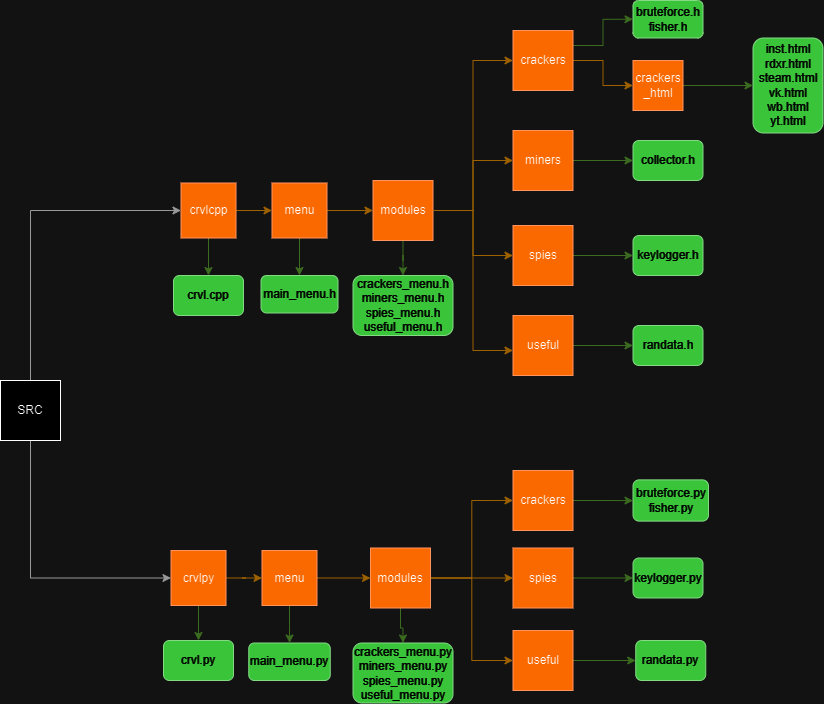 bruteforce.h
fisher.h
crackers
crackers
_html
inst.html
rdxr.html
steam.html
vk.html
wb.html
yt.html
miners
collector.h
crvlcpp
menu
modules
spies
keylogger.h
crvl.cpp
main_menu.h
crackers_menu.h
miners_menu.h
spies_menu.h
useful_menu.h
useful
randata.h
SRC
crackers
bruteforce.py
fisher.py
crvlpy
menu
modules
spies
keylogger.py
crvl.py
main_menu.py
crackers_menu.py
miners_menu.py
spies_menu.py
useful_menu.py
useful
randata.py